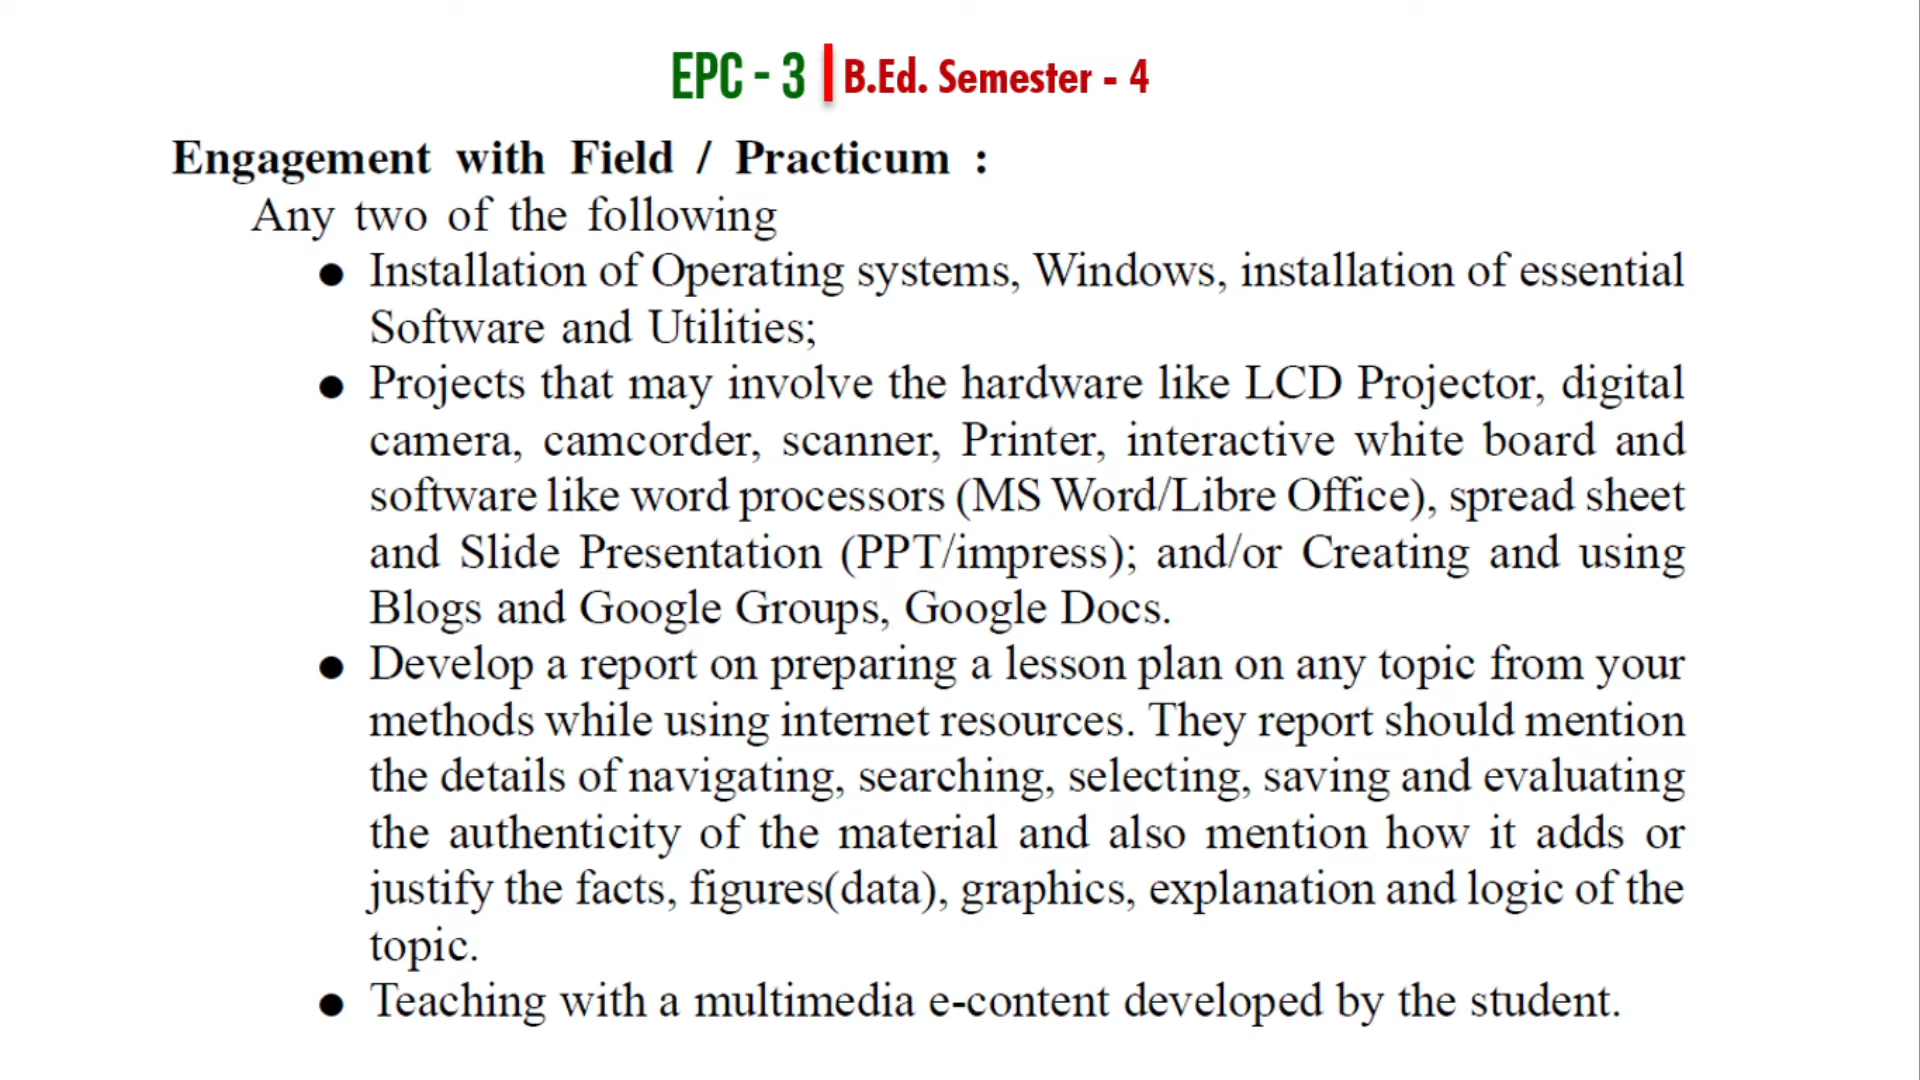 EPC - 3 | B.Ed. Semester - 4
Engagement with Field / Practicum :
Any two of the following
● Installation of Operating systems, Windows, installation of essential
Software and Utilities;
● Projects that may involve the hardware like LCD Projector, digital
camera, camcorder, scanner, Printer, interactive white board and
software like word processors (MS Word/Libre Office), spread sheet
and Slide Presentation (PPT/impress); and/or Creating and using
Blogs and Google Groups, Google Docs.
● Develop a report on preparing a lesson plan on any topic from your
methods while using internet resources. They report should mention
the details of navigating, searching, selecting, saving and evaluating
the authenticity of the material and also mention how it adds or
justify the facts, figures(data), graphics, explanation and logic of the
topic.
● Teaching with a multimedia e-content developed by the student.